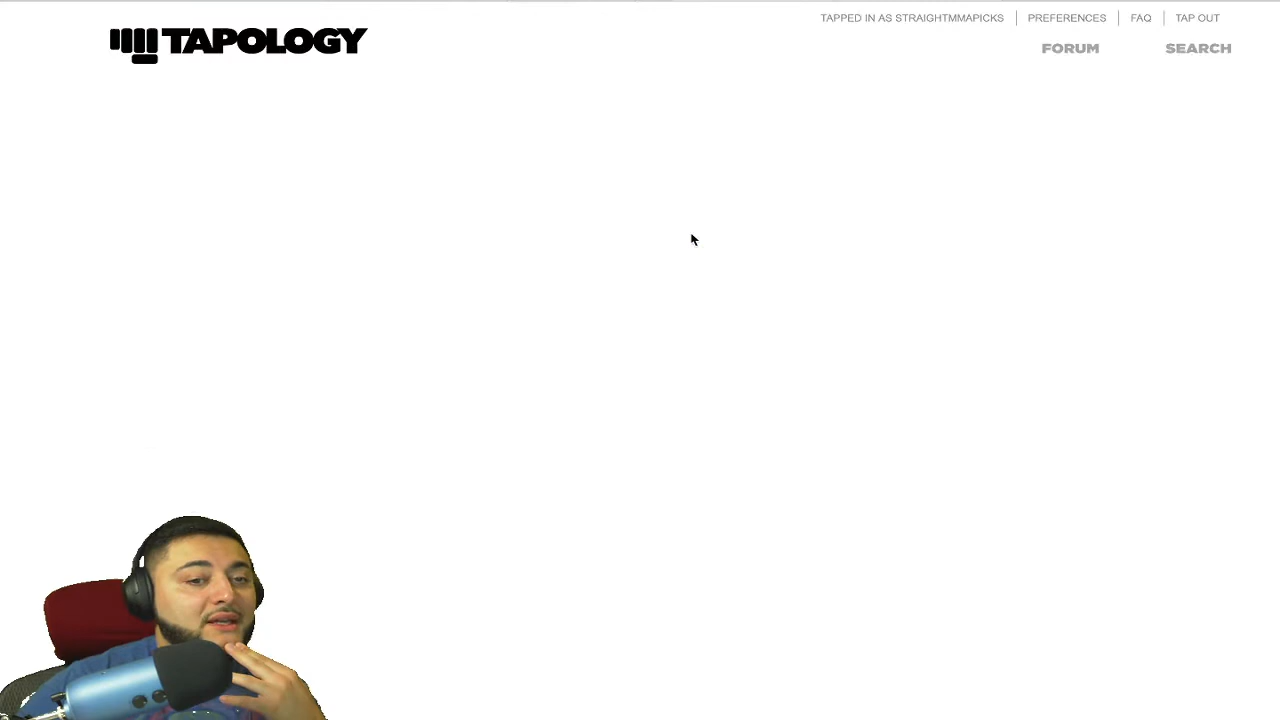 TAPPED IN AS STRAIGHTMMAPICKS PREFERENCES FAQ TAP OUT
TAPOLOGY
FORUM SEARCH